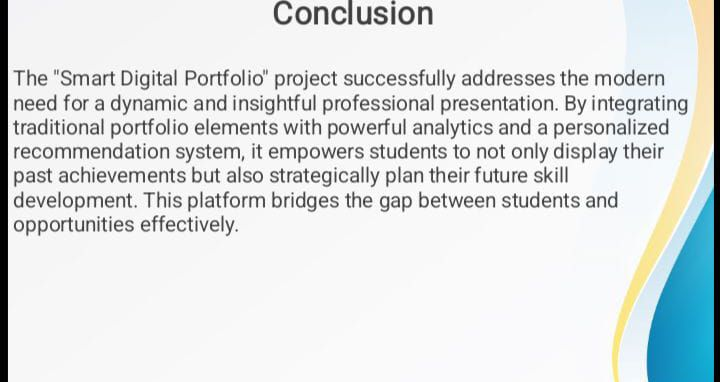 Conclusion
The "Smart Digital Portfolio" project successfully addresses the modern
need for a dynamic and insightful professional presentation. By integrating
traditional portfolio elements with powerful analytics and a personalized
recommendation system, it empowers students to not only display their
past achievements but also strategically plan their future skill
development. This platform bridges the gap between students and
opportunities effectively.